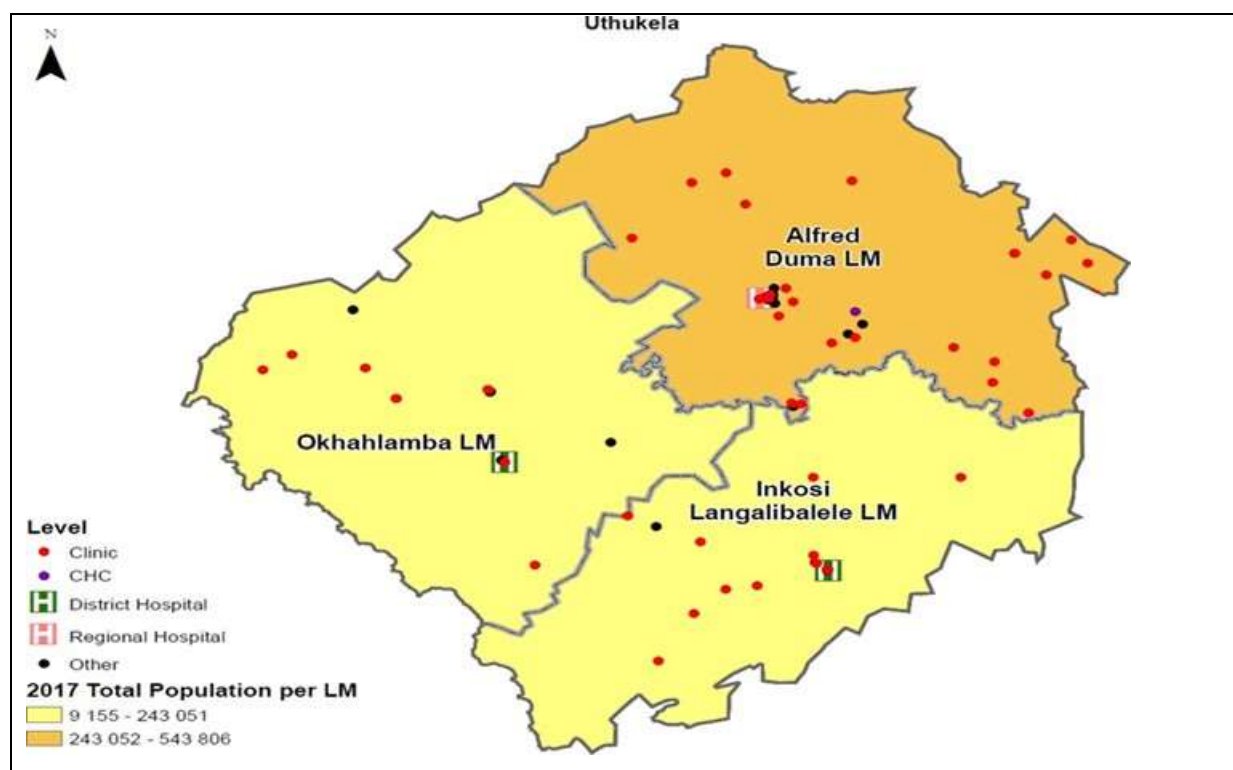 Uthukela
N
Alfred
Duma LM
Okhahlamba LM
Inkosi
Langalibalele LM
Level
Clinic
CHC
H District Hospital
H Regional Hospital
Other
2017 Total Population per LM
9 155 - 243 051
243 052 - 543 806